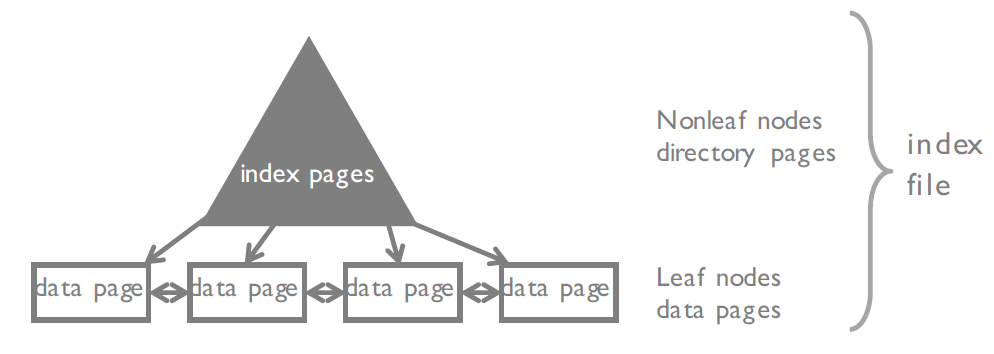 Nonleaf nodes
directory pages
index
file
index pages
data page data page data page data page
Leaf nodes
data pages